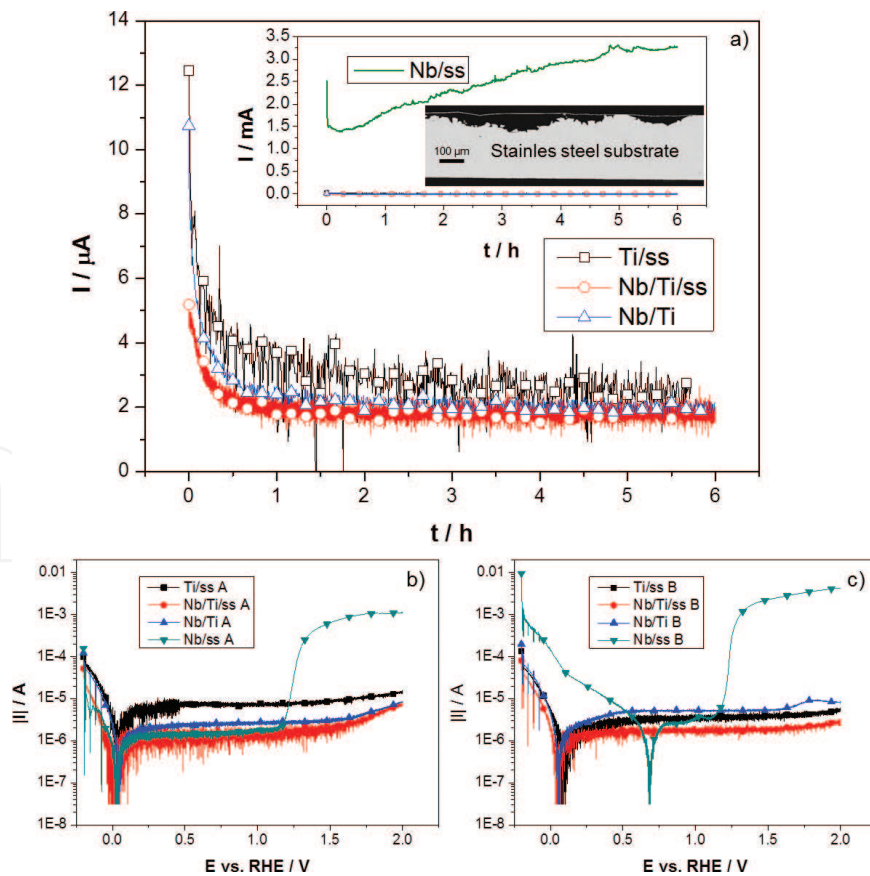 a)
I / µA
14
12
10
8
6
4
2
0
0 1 2 3 4 5 6
t / h
I / mA
3.5
3.0
2.5
2.0
1.5
1.0
0.5
0.0
Nb/ss
100 µm
Stainles steel substrate
0 1 2 3 4 5 6
t / h
Ti/ss
Nb/Ti/ss
Nb/Ti
b)
|I| / A
0.01
1E-3
1E-4
1E-5
1E-6
1E-7
1E-8
Ti/ss A
Nb/Ti/ss A
Nb/Ti A
Nb/ss A
0.0 0.5 1.0 1.5 2.0
E vs. RHE / V
c)
|I| / A
0.01
1E-3
1E-4
1E-5
1E-6
1E-7
1E-8
Ti/ss B
Nb/Ti/ss B
Nb/Ti B
Nb/ss B
0.0 0.5 1.0 1.5 2.0
E vs. RHE / V